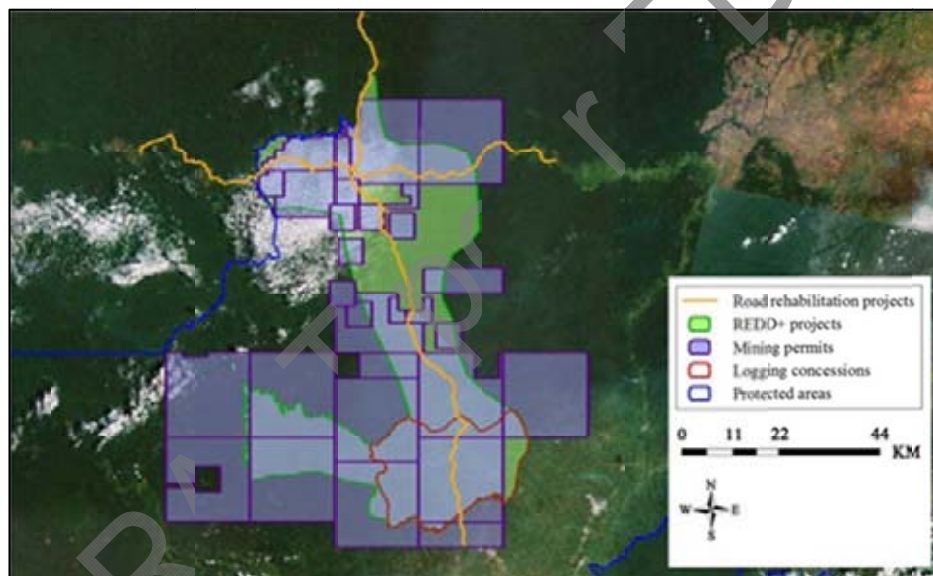 Road rehabilitation projects
REDD+ projects
Mining permits
Logging concessions
Protected areas
0 11 22 44
KM
N
W E
S